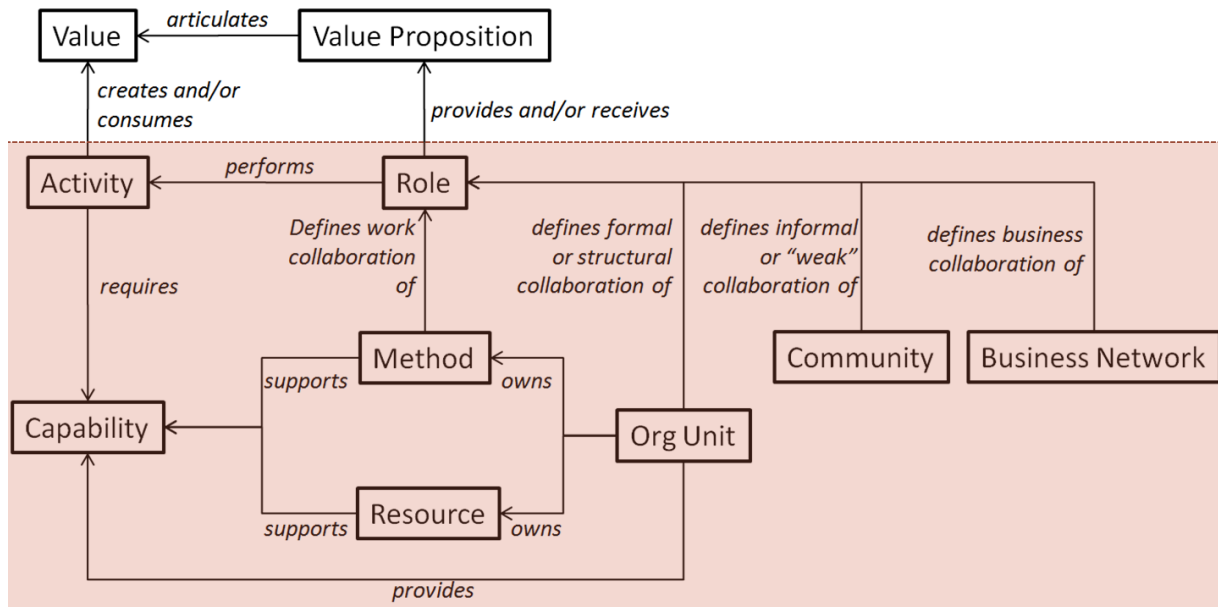 articulates
Value
Value Proposition
creates and/or
consumes
provides and/or receives
performs
Activity
Role
Defines work
collaboration
of
defines formal
or structural
collaboration of
defines informal
or “weak”
collaboration of
defines business
collaboration of
requires
Method
Community
Business Network
supports
owns
Capability
Org Unit
Resource
supports
owns
provides